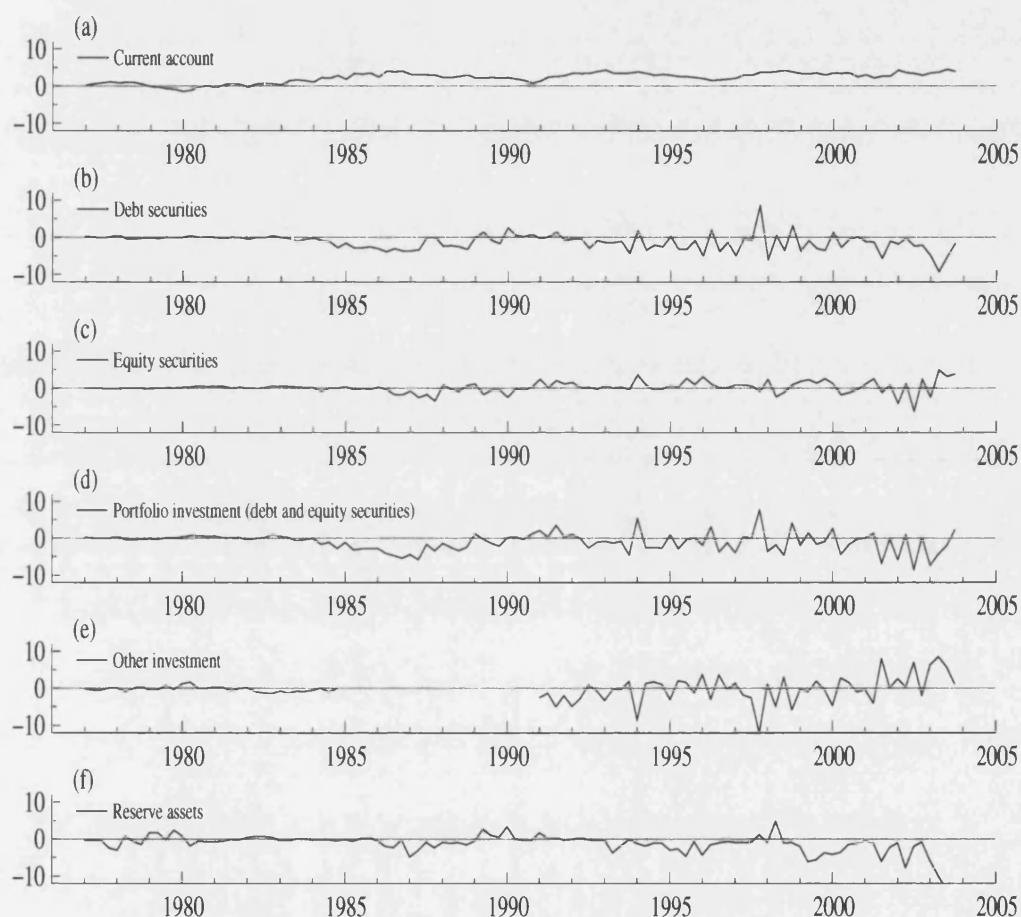 (a)
10
Current account
0
−10
1980 1985 1990 1995 2000 2005
(b)
10
Debt securities
0
−10
1980 1985 1990 1995 2000 2005
(c)
10
Equity securities
0
−10
1980 1985 1990 1995 2000 2005
(d)
10
Portfolio investment (debt and equity securities)
0
−10
1980 1985 1990 1995 2000 2005
(e)
10
Other investment
0
−10
1980 1985 1990 1995 2000 2005
(f)
10
Reserve assets
0
−10
1980 1985 1990 1995 2000 2005